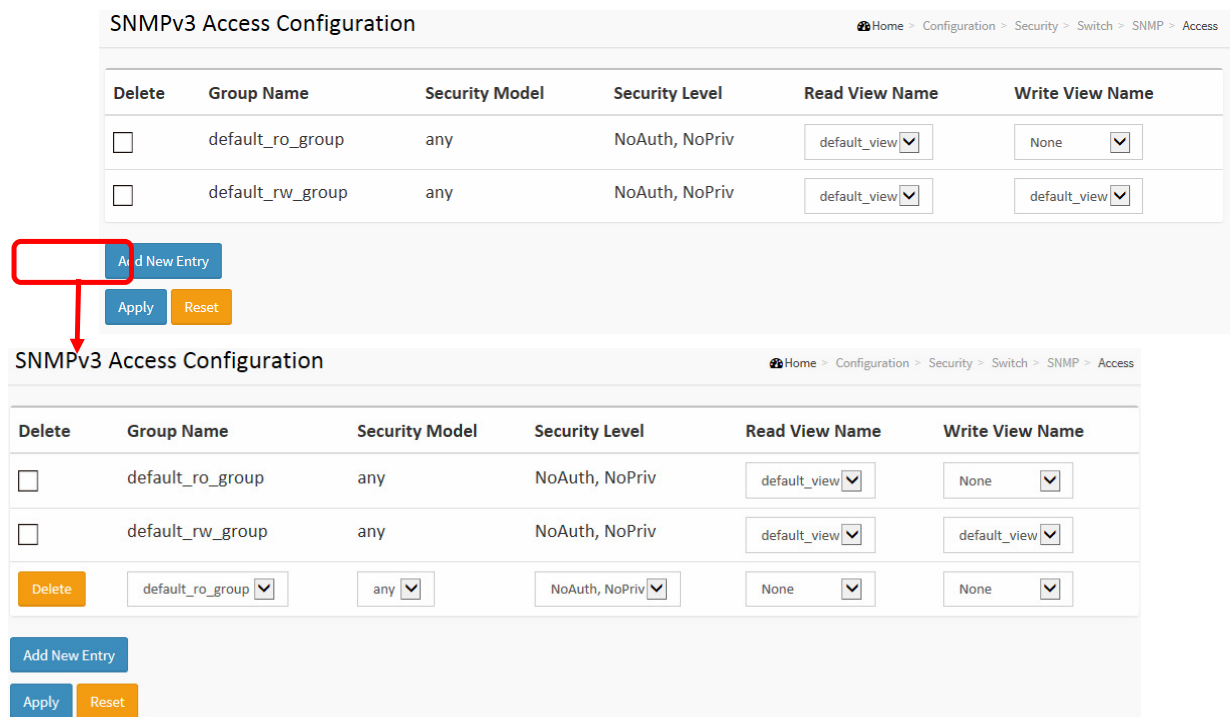 SNMPv3 Access Configuration Home > Configuration > Security > Switch > SNMP > Access
Delete Group Name Security Model Security Level Read View Name Write View Name
default_ro_group any NoAuth, NoPriv default_view None
default_rw_group any NoAuth, NoPriv default_view default_view
Add New Entry
Apply Reset
SNMPv3 Access Configuration Home > Configuration > Security > Switch > SNMP > Access
Delete Group Name Security Model Security Level Read View Name Write View Name
default_ro_group any NoAuth, NoPriv default_view None
default_rw_group any NoAuth, NoPriv default_view default_view
Delete default_ro_group any NoAuth, NoPriv None None
Add New Entry
Apply Reset